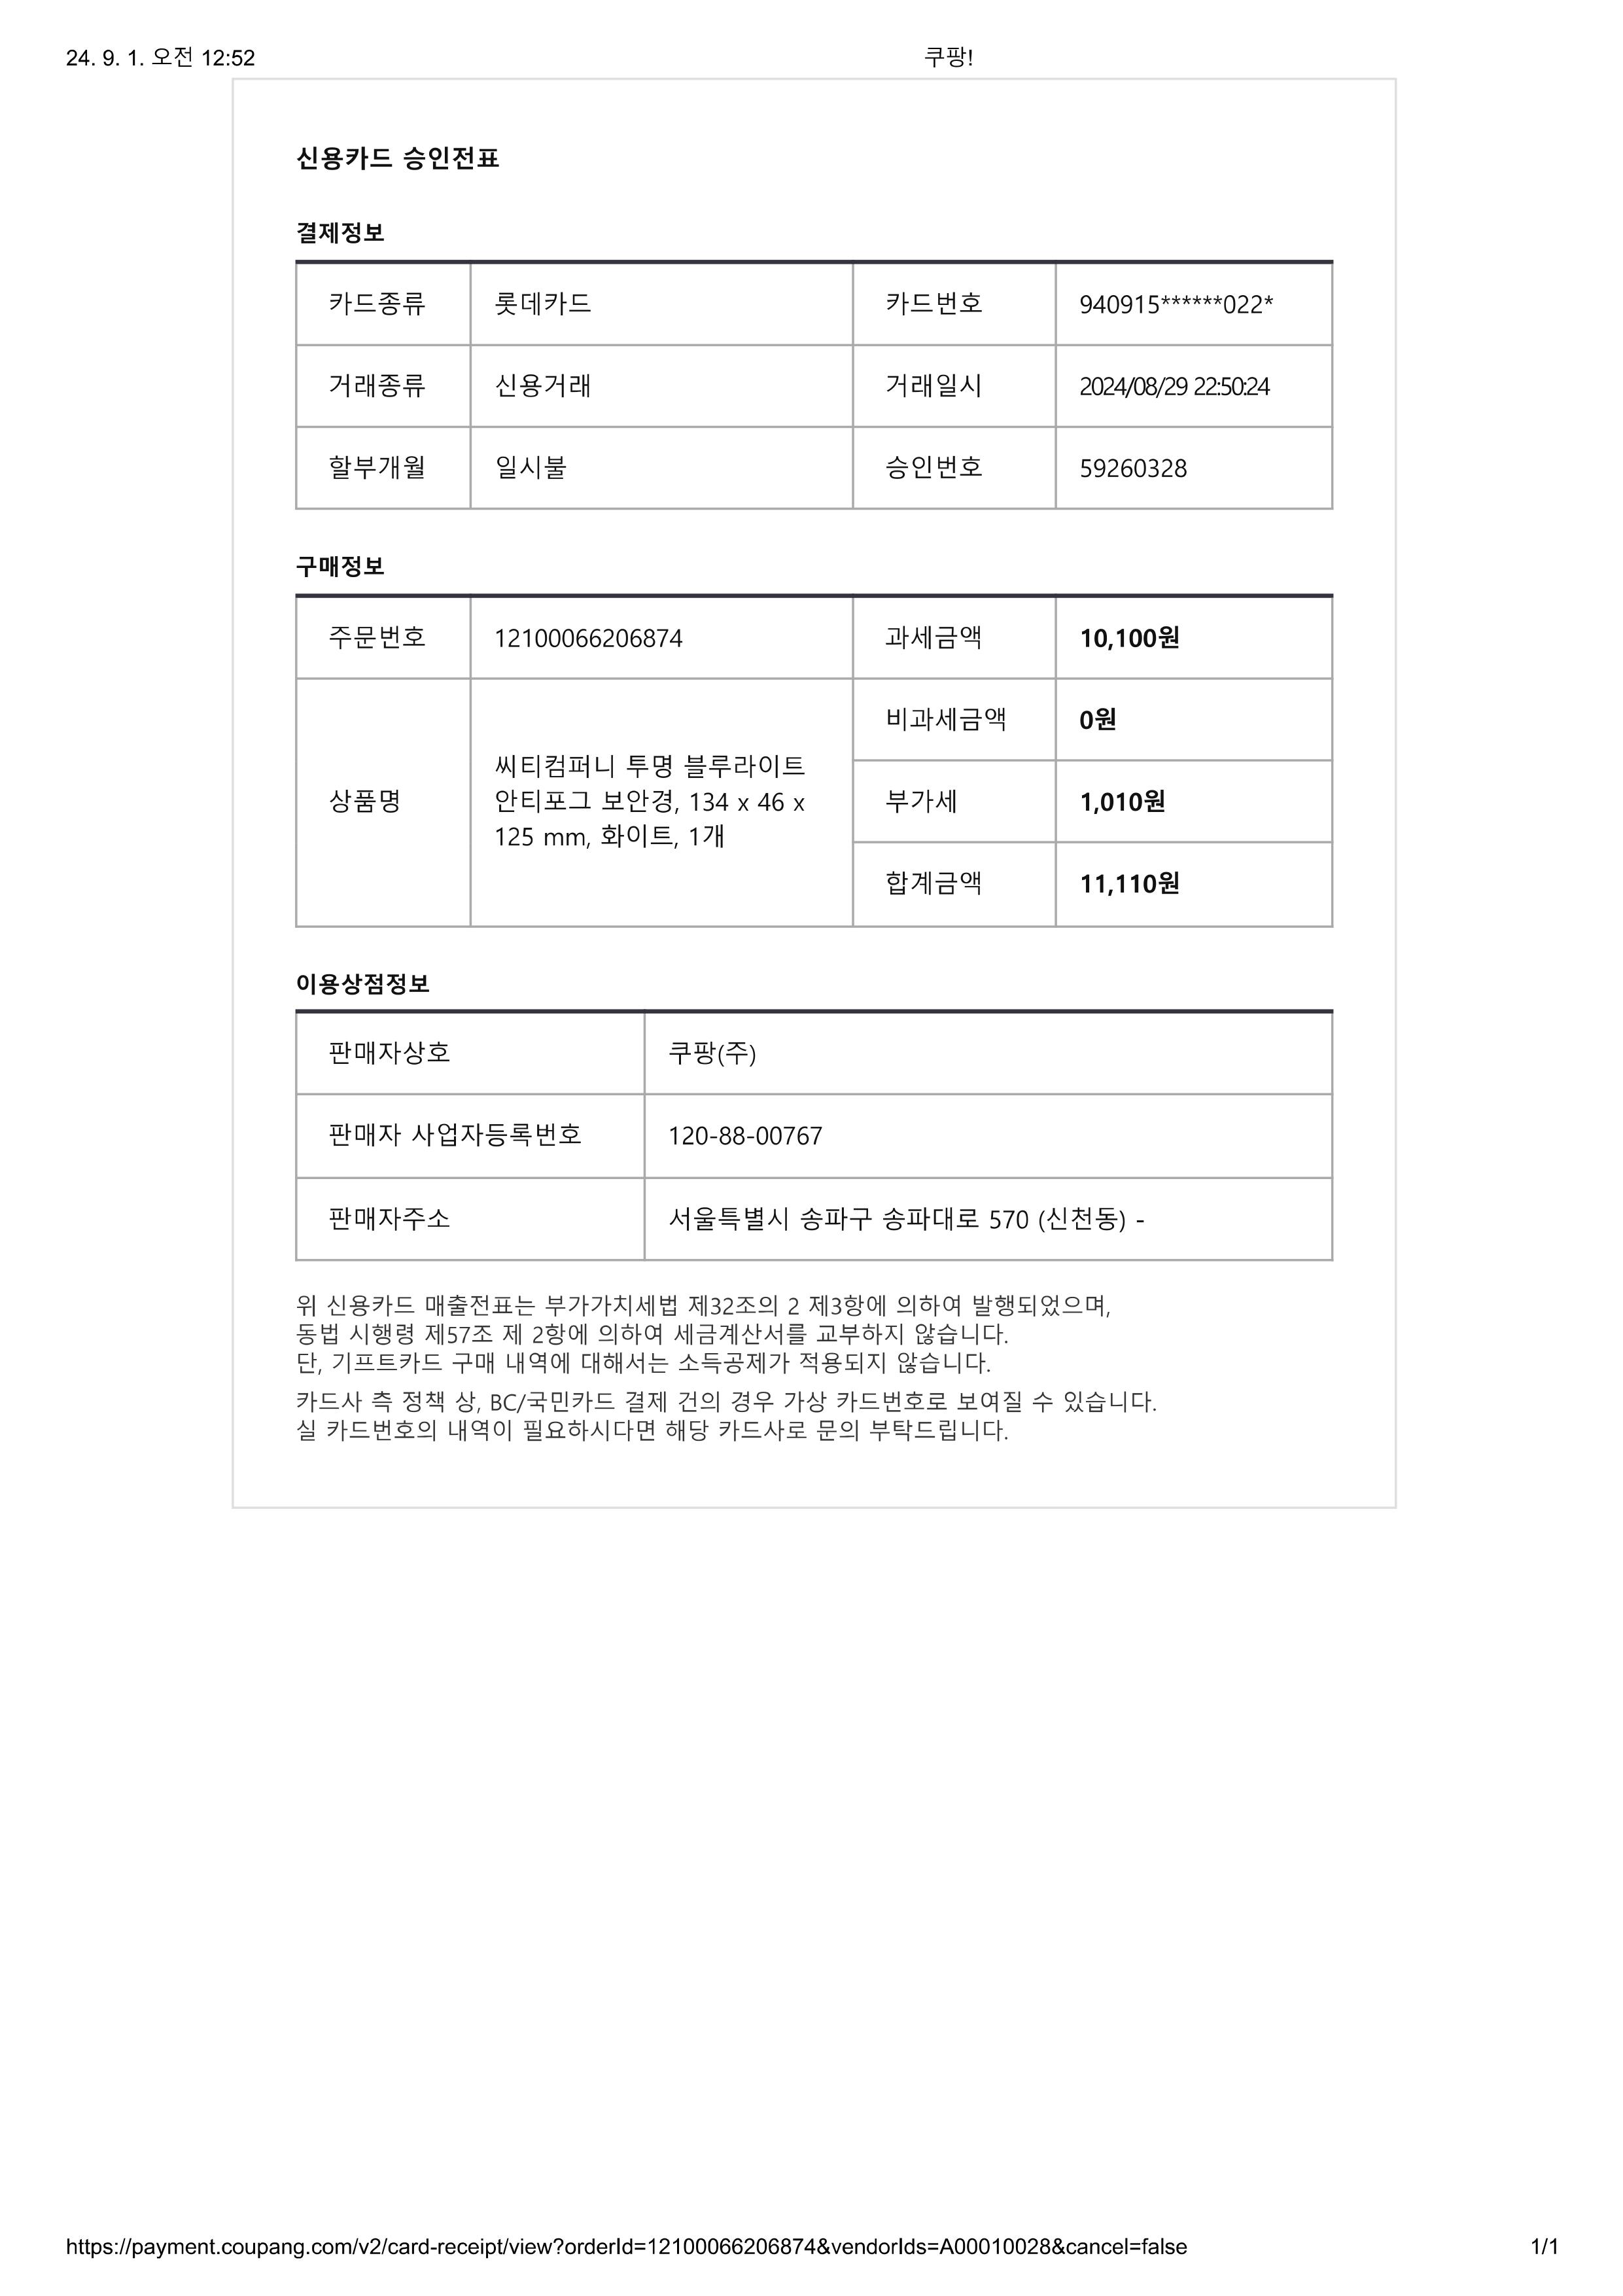 24. 9. 1. 오전 12:52 쿠팡!
신용카드 승인전표
결제정보
카드종류 롯데카드 카드번호 940915******022*
거래종류 신용거래 거래일시 2024/08/29 22:50:24
할부개월 일시불 승인번호 59260328
구매정보
주문번호 12100066206874 과세금액 10,100원
비과세금액 0원
상품명 씨티컴퍼니 투명 블루라이트
안티포그 보안경, 134 x 46 x
125 mm, 화이트, 1개
부가세 1,010원
합계금액 11,110원
이용상점정보
판매자상호 쿠팡(주)
판매자 사업자등록번호 120-88-00767
판매자주소 서울특별시 송파구 송파대로 570 (신천동) -
위 신용카드 매출전표는 부가가치세법 제32조의 2 제3항에 의하여 발행되었으며,
동법 시행령 제57조 제 2항에 의하여 세금계산서를 교부하지 않습니다.
단, 기프트카드 구매 내역에 대해서는 소득공제가 적용되지 않습니다.
카드사 측 정책 상, BC/국민카드 결제 건의 경우 가상 카드번호로 보여질 수 있습니다.
실 카드번호의 내역이 필요하시다면 해당 카드사로 문의 부탁드립니다.
https://payment.coupang.com/v2/card-receipt/view?orderId=12100066206874&vendorIds=A00010028&cancel=false 1/1